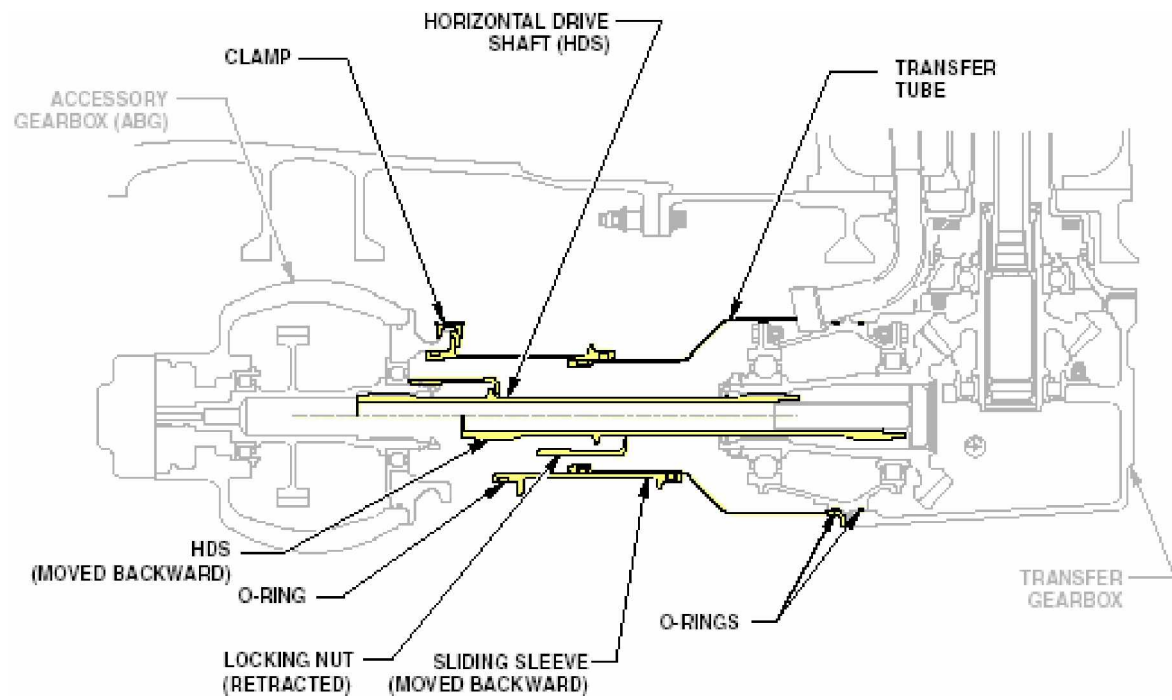 HORIZONTAL DRIVE
SHAFT (HDS)
CLAMP
TRANSFER
TUBE
ACCESSORY
GEARBOX (ABG)
HDS
(MOVED BACKWARD)
O-RING
LOCKING NUT
(RETRACTED)
SLIDING SLEEVE
(MOVED BACKWARD)
O-RINGS
TRANSFER
GEARBOX